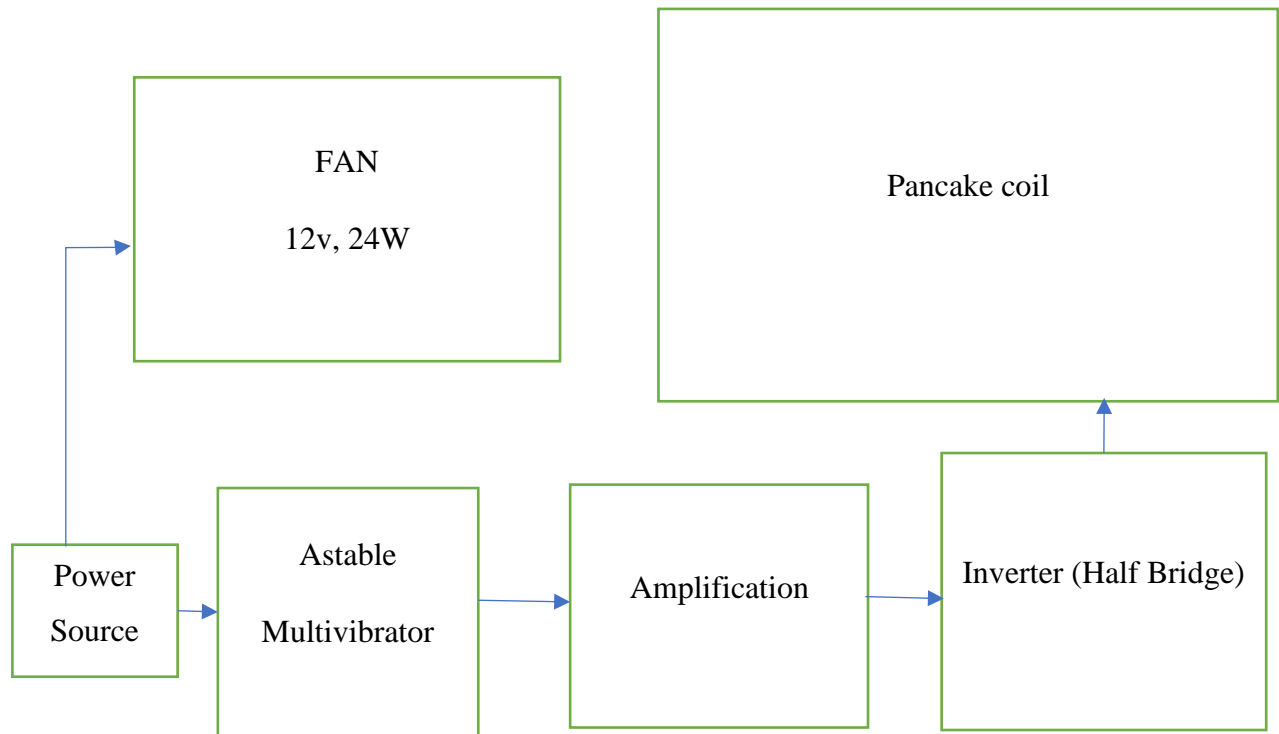 FAN
12v, 24W
Pancake coil
Power
Source
Astable
Multivibrator
Amplification
Inverter (Half Bridge)